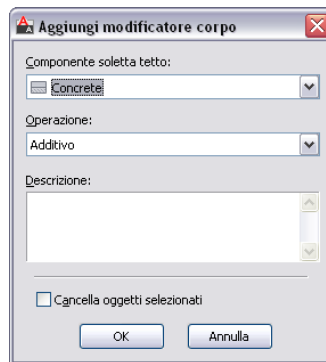 Aggiungi modificatore corpo
Componente soletta tetto:
Concrete
Operazione:
Additivo
Descrizione:
Cancella oggetti selezionati
OK
Annulla